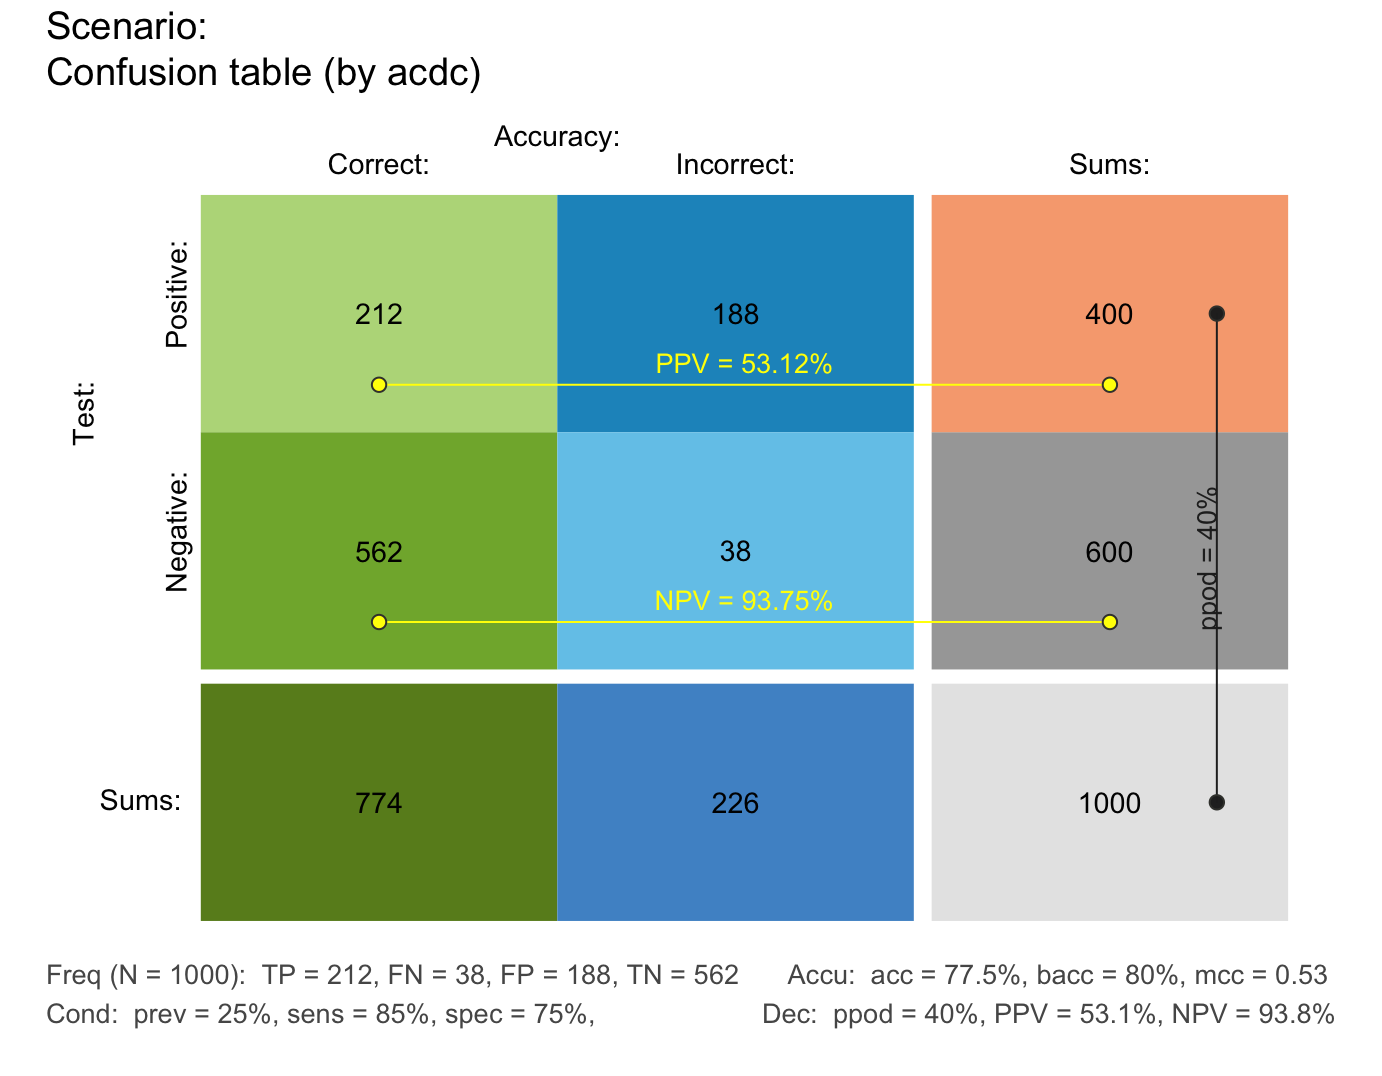 Scenario:
Confusion table (by acdc)
Accuracy:
Correct: Incorrect: Sums:
Test:
Positive:
212 188 400
PPV = 53.12%
Negative:
562 38 600
ppod = 40%
NPV = 93.75%
Sums: 774 226 1000
Freq (N = 1000): TP = 212, FN = 38, FP = 188, TN = 562 Accu: acc = 77.5%, bacc = 80%, mcc = 0.53
Cond: prev = 25%, sens = 85%, spec = 75%, Dec: ppod = 40%, PPV = 53.1%, NPV = 93.8%